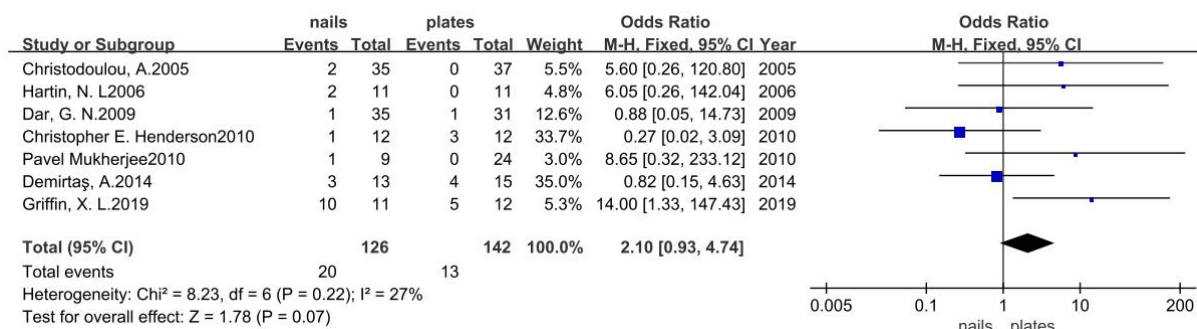 nails plates Odds Ratio Odds Ratio
Study or Subgroup Events Total Events Total Weight M-H, Fixed, 95% CI Year M-H, Fixed, 95% CI
Christodoulou, A.2005 2 35 0 37 5.5% 5.60 [0.26, 120.80] 2005
Hartin, N. L2006 2 11 0 11 4.8% 6.05 [0.26, 142.04] 2006
Dar, G. N.2009 1 35 1 31 12.6% 0.88 [0.05, 14.73] 2009
Christopher E. Henderson2010 1 12 3 12 33.7% 0.27 [0.02, 3.09] 2010
Pavel Mukherjee2010 1 9 0 24 3.0% 8.65 [0.32, 233.12] 2010
Demirtaş, A.2014 3 13 4 15 35.0% 0.82 [0.15, 4.63] 2014
Griffin, X. L.2019 10 11 5 12 5.3% 14.00 [1.33, 147.43] 2019
Total (95% CI) 126 142 100.0% 2.10 [0.93, 4.74]
Total events 20 13
Heterogeneity: Chi² = 8.23, df = 6 (P = 0.22); I² = 27%
Test for overall effect: Z = 1.78 (P = 0.07)
0.005 0.1 1 10 200
nails plates